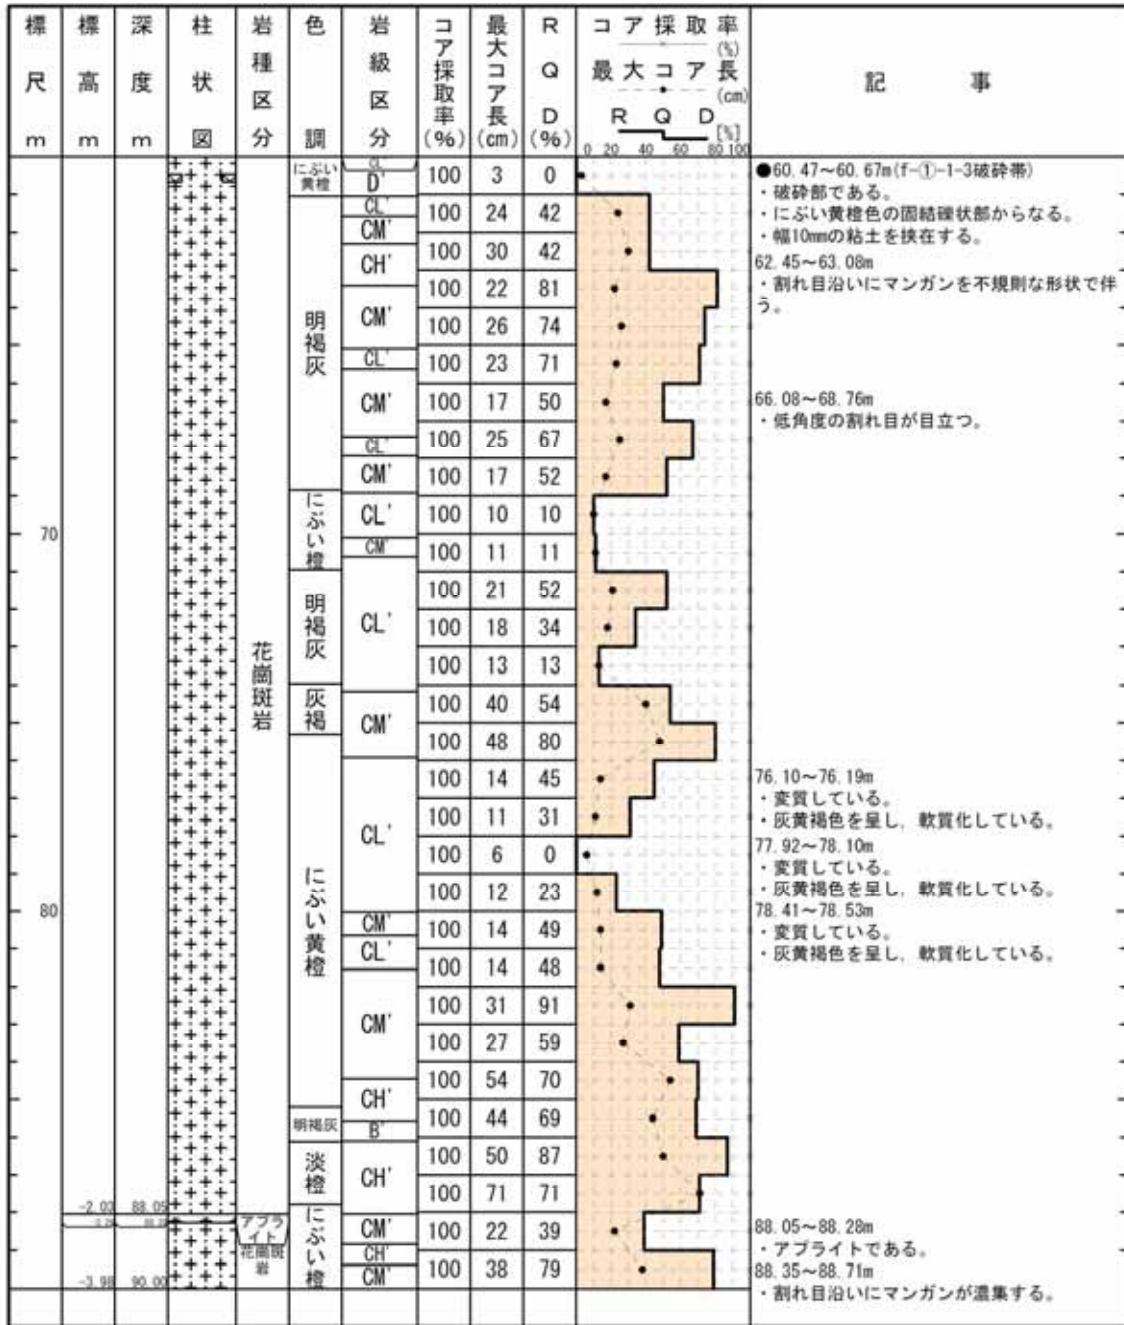 標尺m
標高m
深度m
柱状図
岩種区分
色調
岩級区分
コア採取率(%)
最大コア長(cm)
RQD(%)
コア採取率(%)
最大コア長(cm)
RQD[%]
0 20 40 60 80 100
記事
にぶい黄橙
明褐灰
にぶい橙
明褐灰
灰褐
にぶい黄橙
明褐灰
淡橙
にぶい橙
花崗斑岩
アプライト
花崗斑岩
CL'
D'
CL'
CM'
CH'
CM'
CL'
CM'
CL'
CM'
CL'
CM'
CL'
CM'
CL'
CM'
CL'
CM'
CH'
B'
CH'
CM'
CH'
CM'
100 3 0
100 24 42
100 30 42
100 22 81
100 26 74
100 23 71
100 17 50
100 25 67
100 17 52
100 10 10
70
100 11 11
100 21 52
100 18 34
100 13 13
100 40 54
100 48 80
100 14 45
100 11 31
100 6 0
100 12 23
80
100 14 49
100 14 48
100 31 91
100 27 59
100 54 70
100 44 69
100 50 87
100 71 71
-2.03 88.05
100 22 39
100 38 79
-3.98 90.00
●60.47～60.67m(f-①-1-3破砕帯)
・破砕部である。
・にぶい黄橙色の固結礫状部からなる。
・幅10mmの粘土を挟在する。
62.45～63.08m
・割れ目沿いにマンガンを不規則な形状で伴
う。
66.08～68.76m
・低角度の割れ目が目立つ。
76.10～76.19m
・変質している。
・灰黄褐色を呈し，軟質化している。
77.92～78.10m
・変質している。
・灰黄褐色を呈し，軟質化している。
78.41～78.53m
・変質している。
・灰黄褐色を呈し，軟質化している。
88.05～88.28m
・アプライトである。
88.35～88.71m
・割れ目沿いにマンガンが濃集する。